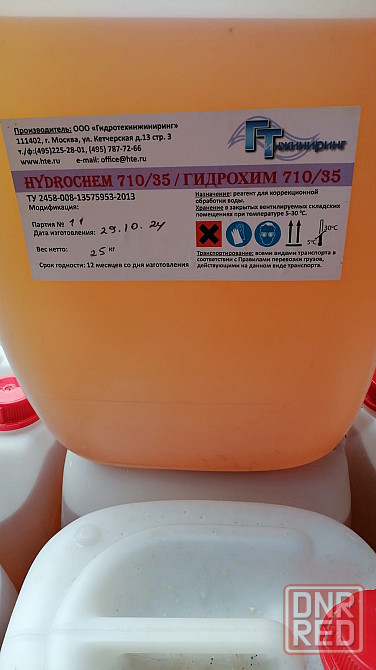 Производитель: ООО «Гидротехинжиниринг»
111402, г. Москва, ул. Кетчерская д.13 стр. 3
т./ф:(495)225-28-01, (495) 787-72-66
www.hte.ru e-mail: office@hte.ru
ГТ
инжиниринг
HYDROCHEM 710/35 / ГИДРОХИМ 710/35
ТУ 2458-008-13575953-2013
Модификация:
Партия № 11
Дата изготовления: 29.10.24
Вес нетто: 25 кг
Срок годности: 12 месяцев со дня изготовления
Назначение: реагент для коррекционной
обработки воды.
Хранение в закрытых вентилируемых складских
помещениях при температуре 5-30 °С.
30°C
5°C
Транспортирование: всеми видами транспорта в
соответствии с Правилами перевозки грузов,
действующими на данном виде транспорта.
DNR
RED